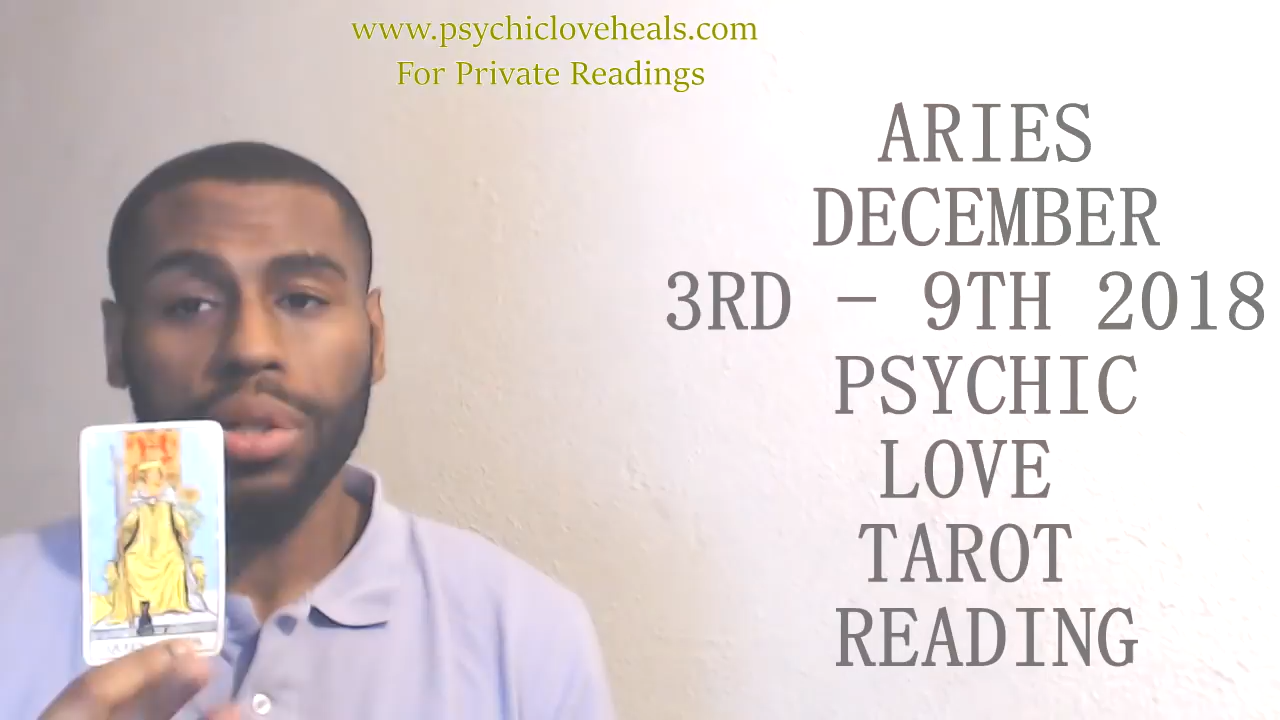 www.psychicloveheals.com
For Private Readings
ARIES
DECEMBER
3RD - 9TH 2018
PSYCHIC
LOVE
TAROT
READING